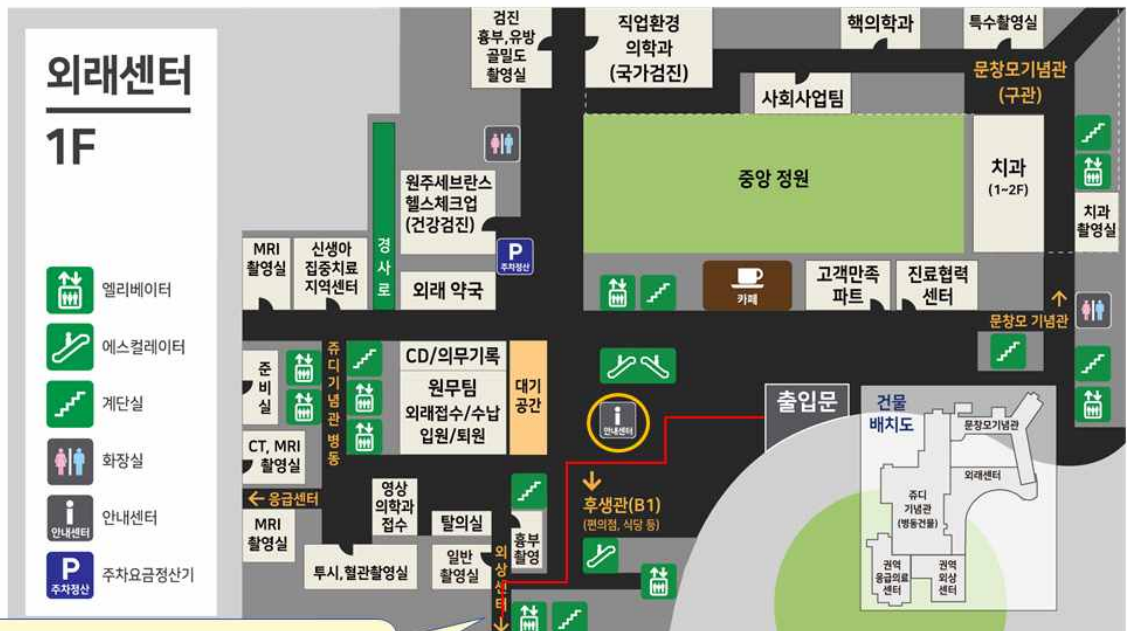 외래센터
1F
엘리베이터
에스컬레이터
계단실
화장실
안내센터
안내센터
P
주차정산
주차요금정산기
검진
흉부,유방
골밀도
촬영실
직업환경
의학과
(국가검진)
핵의학과
특수촬영실
문창모기념관
(구관)
사회사업팀
중앙 정원
치과
(1~2F)
치과
촬영실
원주세브란스
헬스체크업
(건강검진)
P
주차정산
경사로
MRI
촬영실
신생아
집중치료
지역센터
외래 약국
카페
고객만족
파트
진료협력
센터
문창모 기념관
준비실
쥬디기념관 병동
CD/의무기록
원무팀
외래접수/수납
입원/퇴원
대기
공간
안내센터
출입문
건물
배치도
문창모기념관
외래센터
쥬디
기념관
(병동건물)
권역
응급의료
센터
권역
외상
센터
CT, MRI
촬영실
←응급센터
MRI
촬영실
영상
의학과
접수
탈의실
흉부
촬영
후생관(B1)
(편의점, 식당 등)
투시,혈관촬영실
일반
촬영실
외상센터